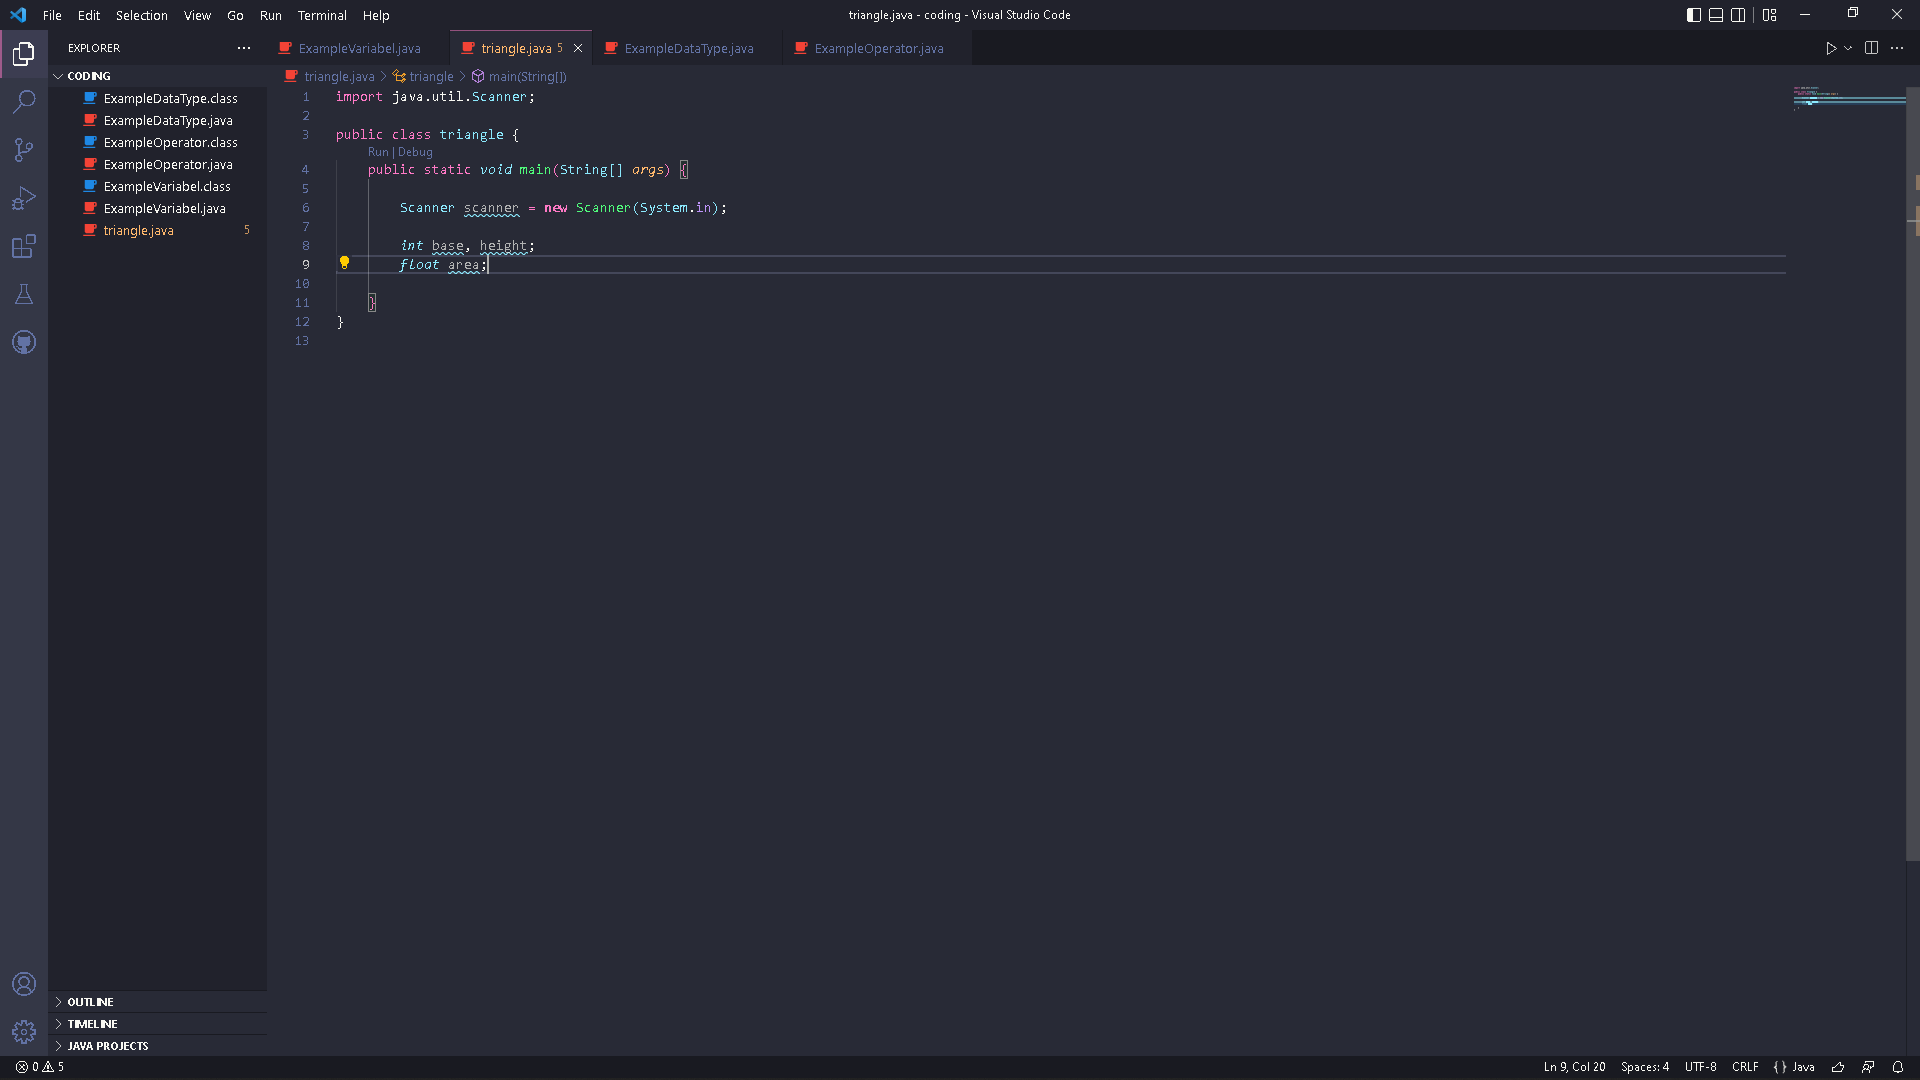 File Edit Selection View Go Run Terminal Help
triangle.java - coding - Visual Studio Code
EXPLORER
ExampleVariabel.java
triangle.java 5
ExampleDataType.java
ExampleOperator.java
CODING
ExampleDataType.class
ExampleDataType.java
ExampleOperator.class
ExampleOperator.java
ExampleVariabel.class
ExampleVariabel.java
triangle.java 5
triangle.java > triangle > main(String[])
1 import java.util.Scanner;
2
3 public class triangle {
Run | Debug
4 public static void main(String[] args) {
5
6 Scanner scanner = new Scanner(System.in);
7
8 int base, height;
9 float area;
10
11 }
12 }
13
OUTLINE
TIMELINE
JAVA PROJECTS
0 5
Ln 9, Col 20 Spaces: 4 UTF-8 CRLF {} Java